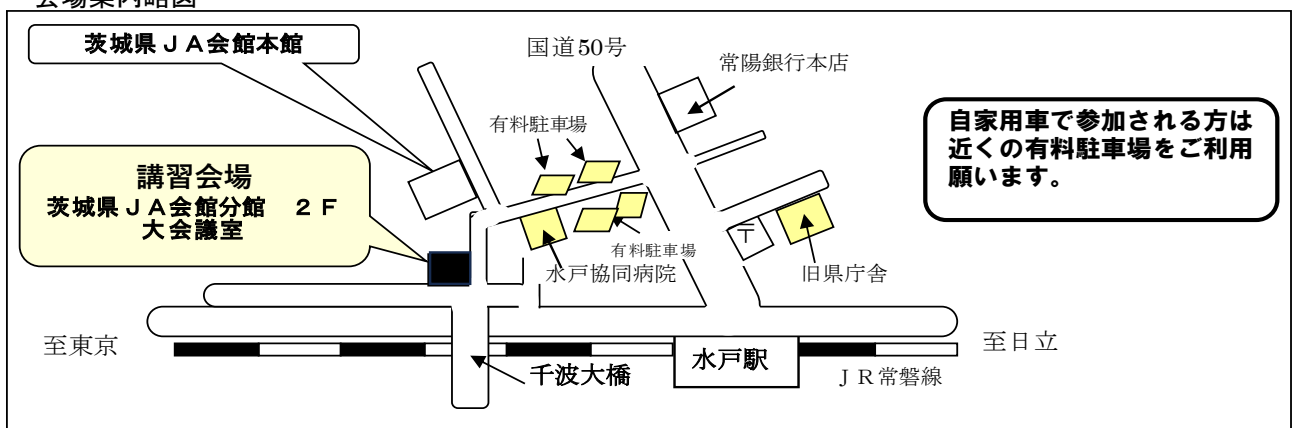 会場案内略図
茨城県ＪＡ会館本館
国道50号
常陽銀行本店
有料駐車場
自家用車で参加される方は
近くの有料駐車場をご利用
願います。
講習会場
茨城県ＪＡ会館分館　２Ｆ
大会議室
〒
有料駐車場
水戸協同病院
旧県庁舎
至東京
至日立
水戸駅
千波大橋
ＪＲ常磐線